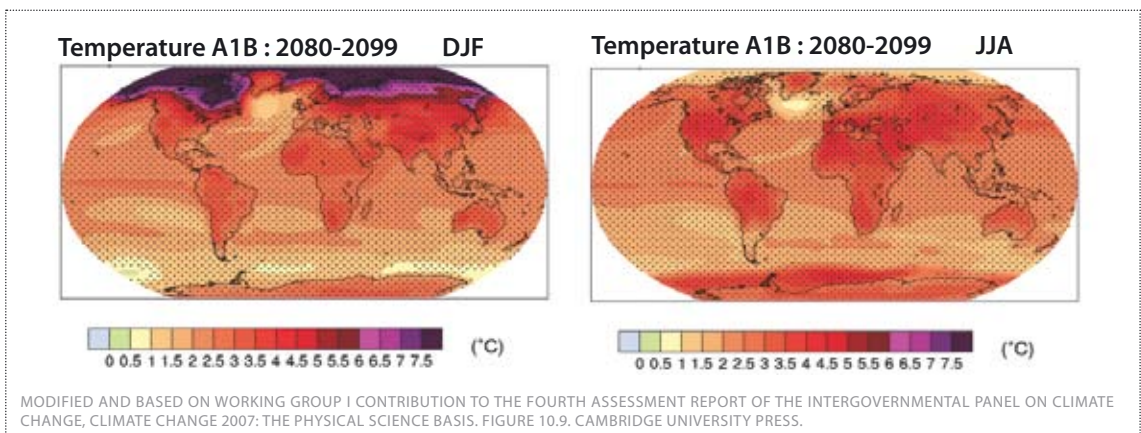 Temperature A1B : 2080-2099 DJF
Temperature A1B : 2080-2099 JJA
0 0.5 1 1.5 2 2.5 3 3.5 4 4.5 5 5.5 6 6.5 7 7.5 (°C)
0 0.5 1 1.5 2 2.5 3 3.5 4 4.5 5 5.5 6 6.5 7 7.5 (°C)
MODIFIED AND BASED ON WORKING GROUP I CONTRIBUTION TO THE FOURTH ASSESSMENT REPORT OF THE INTERGOVERNMENTAL PANEL ON CLIMATE
CHANGE, CLIMATE CHANGE 2007: THE PHYSICAL SCIENCE BASIS. FIGURE 10.9. CAMBRIDGE UNIVERSITY PRESS.